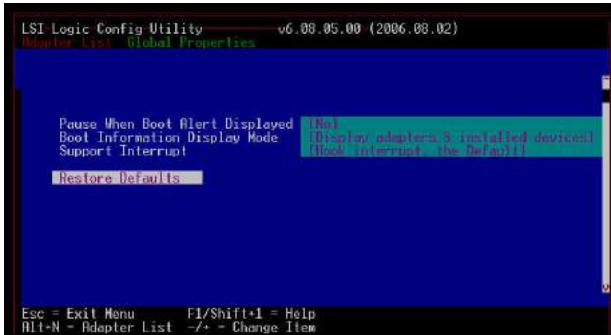 LSI Logic Config Utility v6.08.05.00 (2006.08.02)
Adapter List Global Properties
Pause When Boot Alert Displayed [No]
Boot Information Display Mode [Display adapters & installed devices]
Support Interrupt [Hook interrupt, the Default]
Restore Defaults
Esc = Exit Menu F1/Shift+1 = Help
Alt+N - Adapter List -/+ - Change Item